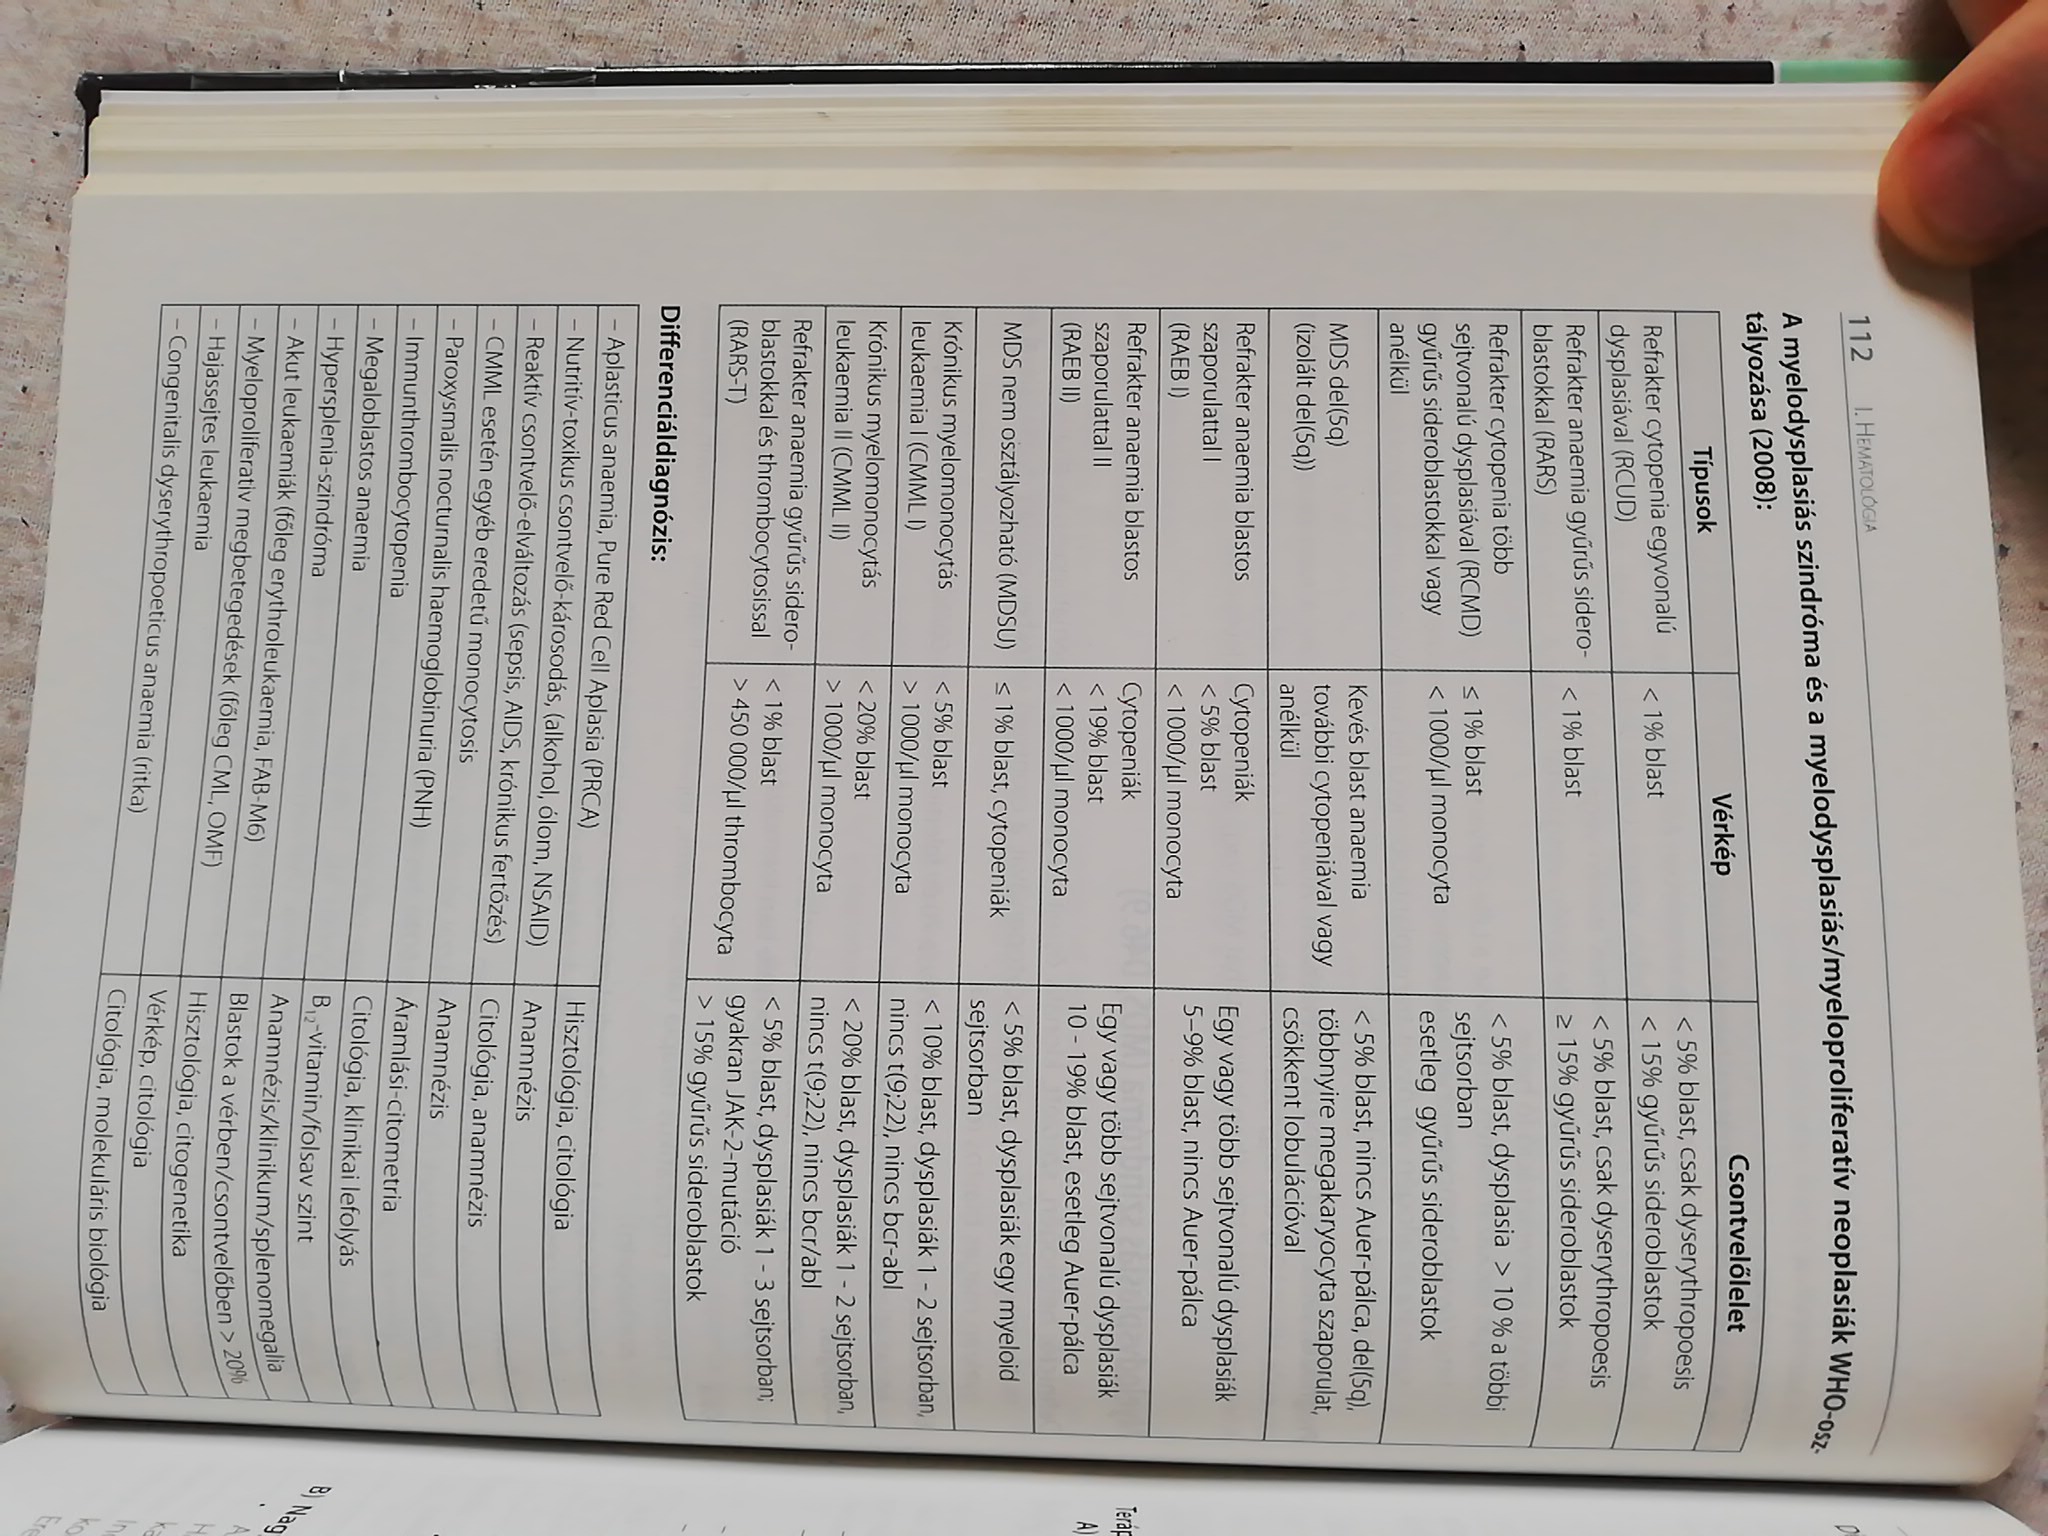 112 I. HEMATOLÓGIA
A myelodysplasiás szindróma és a myelodysplasiás/myeloproliferatív neoplasiák WHO-osz-
tályozása (2008):
Típusok Vérkép Csontvelőlelet
Refrakter cytopenia egyvonalú < 1% blast < 5% blast, csak dyserythropoesis
dysplasiával (RCUD) < 15% gyűrűs sideroblastok
Refrakter anaemia gyűrűs sidero- < 1% blast < 5% blast, csak dyserythropoesis
blastokkal (RARS) ≥ 15% gyűrűs sideroblastok
Refrakter cytopenia több ≤ 1% blast < 5% blast, dysplasia > 10 % a többi
sejtvonalú dysplasiával (RCMD) < 1000/µl monocyta sejtsorban
gyűrűs sideroblastokkal vagy esetleg gyűrűs sideroblastok
anélkül
MDS del(5q) Kevés blast anaemia < 5% blast, nincs Auer-pálca, del(5q),
(izolált del(5q)) további cytopeniával vagy többnyire megakaryocyta szaporulat,
anélkül csökkent lobulációval
Refrakter anaemia blastos Cytopeniák Egy vagy több sejtvonalú dysplasiák
szaporulattal I < 5% blast 5–9% blast, nincs Auer-pálca
(RAEB I) < 1000/µl monocyta
Refrakter anaemia blastos Cytopeniák Egy vagy több sejtvonalú dysplasiák
szaporulattal II < 19% blast 10 - 19% blast, esetleg Auer-pálca
(RAEB II) < 1000/µl monocyta
MDS nem osztályozható (MDSU) ≤ 1% blast, cytopeniák < 5% blast, dysplasiák egy myeloid
sejtsorban
Krónikus myelomonocytás < 5% blast < 10% blast, dysplasiák 1 - 2 sejtsorban,
leukaemia I (CMML I) > 1000/µl monocyta nincs t(9;22), nincs bcr-abl
Krónikus myelomonocytás < 20% blast < 20% blast, dysplasiák 1 - 2 sejtsorban,
leukaemia II (CMML II) > 1000/µl monocyta nincs t(9;22), nincs bcr/abl
Refrakter anaemia gyűrűs sidero- < 1% blast < 5% blast, dysplasiák 1 - 3 sejtsorban;
blastokkal és thrombocytosissal > 450 000/µl thrombocyta gyakran JAK-2-mutáció
(RARS-T) > 15% gyűrűs sideroblastok
Differenciáldiagnózis:
– Aplasticus anaemia, Pure Red Cell Aplasia (PRCA) Hisztológia, citológia
– Nutritív-toxikus csontvelő-károsodás, (alkohol, ólom, NSAID) Anamnézis
– Reaktív csontvelő-elváltozás (sepsis, AIDS, krónikus fertőzés) Citológia, anamnézis
– CMML esetén egyéb eredetű monocytosis Anamnézis
– Paroxysmalis nocturnalis haemoglobinuria (PNH) Áramlási-citometria
– Immunthrombocytopenia Citológia, klinikai lefolyás
– Megaloblastos anaemia B12-vitamin/folsav szint
– Hypersplenia-szindróma Anamnézis/klinikum/splenomegalia
– Akut leukaemiák (főleg erythroleukaemia, FAB-M6) Blastok a vérben/csontvelőben > 20%
– Myeloproliferatív megbetegedések (főleg CML, OMF) Hisztológia, citogenetika
– Hajassejtes leukaemia Vérkép, citológia
– Congenitalis dyserythropoeticus anaemia (ritka) Citológia, molekuláris biológia
Teráp
A)
B) Nag